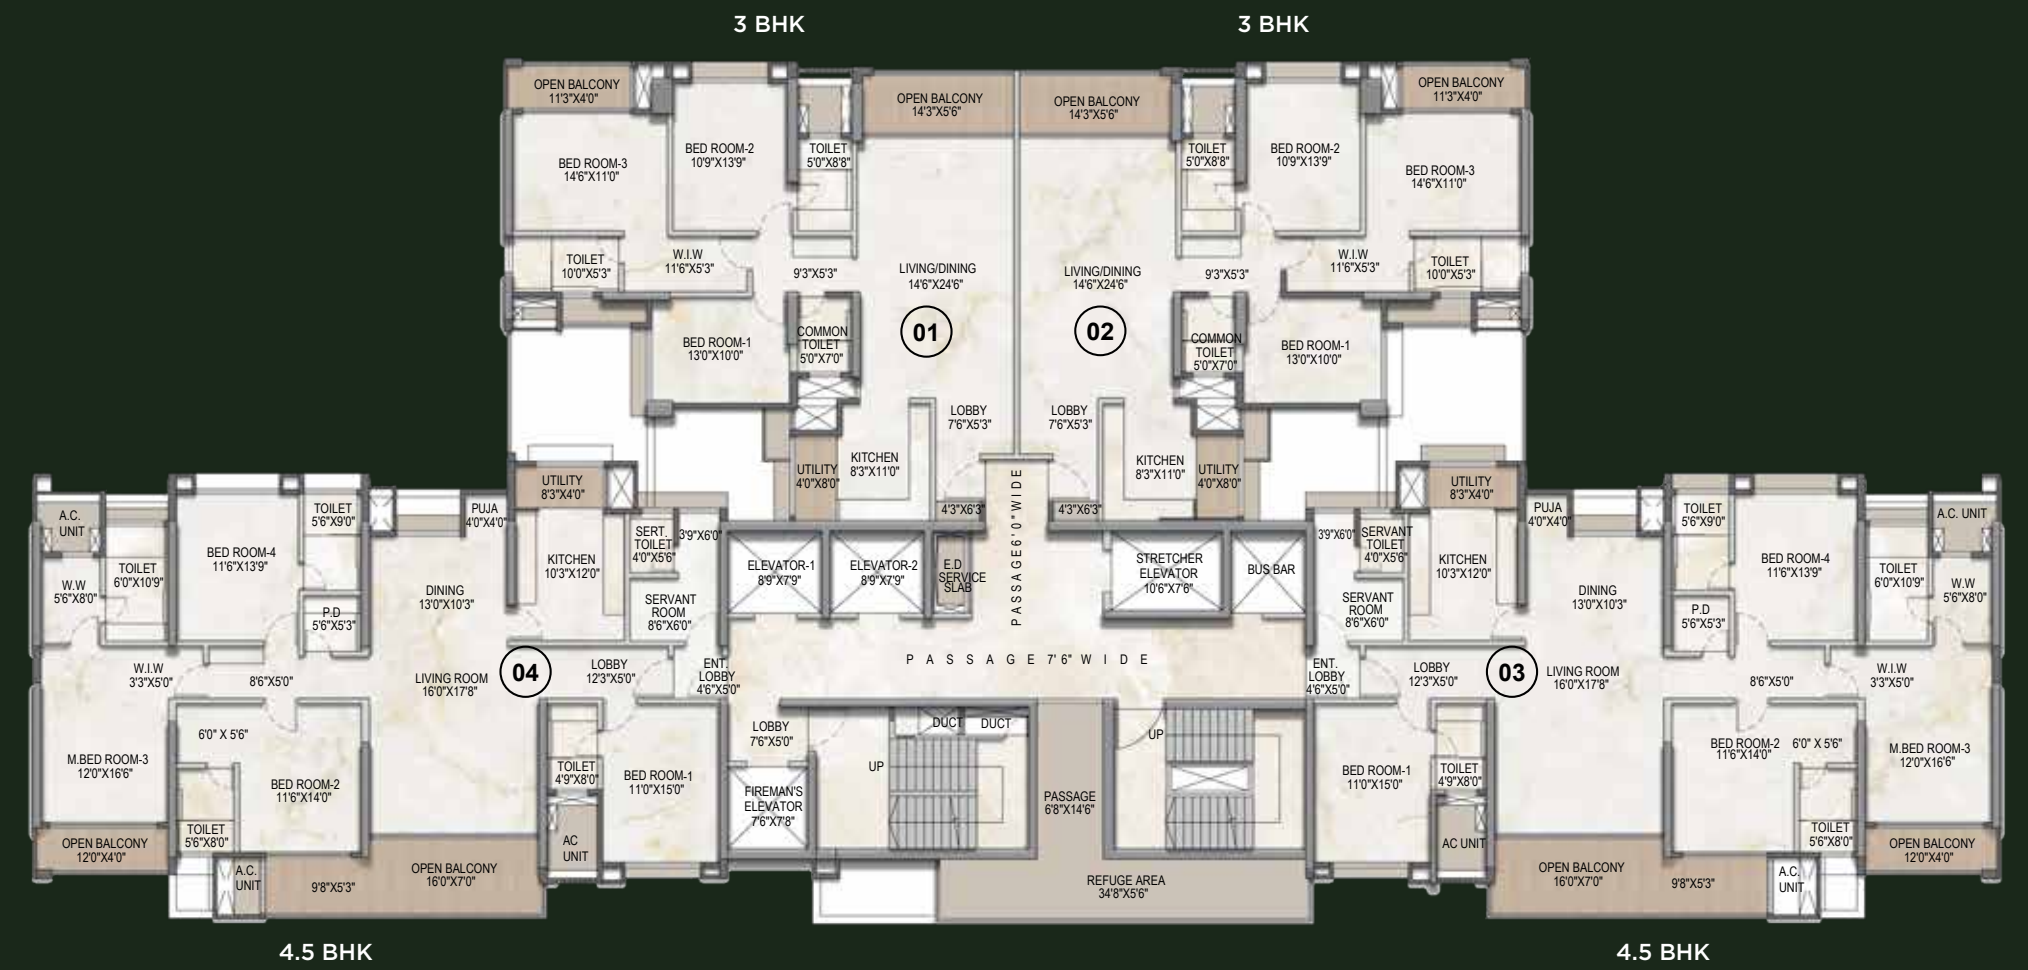 3 BHK
3 BHK
OPEN BALCONY
11'3"X4'0"
BED ROOM-2
10'9"X13'9"
BED ROOM-3
14'6"X11'0"
TOILET
5'0"X8'8"
OPEN BALCONY
14'3"X5'6"
TOILET
10'0"X5'3"
W.I.W
11'6"X5'3"
9'3"X5'3"
LIVING/DINING
14'6"X24'6"
01
BED ROOM-1
13'0"X10'0"
COMMON
TOILET
5'0"X7'0"
LOBBY
7'6"X5'3"
KITCHEN
8'3"X11'0"
UTILITY
4'0"X8'0"
4'3"X6'3"
OPEN BALCONY
14'3"X5'6"
TOILET
5'0"X8'8"
BED ROOM-2
10'9"X13'9"
OPEN BALCONY
11'3"X4'0"
BED ROOM-3
14'6"X11'0"
LIVING/DINING
14'6"X24'6"
02
9'3"X5'3"
W.I.W
11'6"X5'3"
TOILET
10'0"X5'3"
COMMON
TOILET
5'0"X7'0"
BED ROOM-1
13'0"X10'0"
LOBBY
7'6"X5'3"
KITCHEN
8'3"X11'0"
UTILITY
4'0"X8'0"
4'3"X6'3"
PASSAGE 6'0" WIDE
A.C.
UNIT
TOILET
6'0"X10'9"
W.W
5'6"X8'0"
BED ROOM-4
11'6"X13'9"
TOILET
5'6"X9'0"
P.D
5'6"X5'3"
PUJA
4'0"X4'0"
UTILITY
8'3"X4'0"
DINING
13'0"X10'3"
KITCHEN
10'3"X12'0"
SERT.
TOILET
4'0"X5'6"
3'9"X6'0"
SERVANT
ROOM
8'6"X6'0"
ELEVATOR-1
8'9"X7'9"
ELEVATOR-2
8'9"X7'9"
E.D
SERVICE
SLAB
STRETCHER
ELEVATOR
10'6"X7'6"
BUS BAR
PASSAGE 7'6" WIDE
W.I.W
3'3"X5'0"
8'6"X5'0"
LIVING ROOM
16'0"X17'8"
04
LOBBY
12'3"X5'0"
ENT.
LOBBY
4'6"X5'0"
M.BED ROOM-3
12'0"X16'6"
6'0" X 5'6"
BED ROOM-2
11'6"X14'0"
TOILET
5'6"X8'0"
OPEN BALCONY
12'0"X4'0"
A.C.
UNIT
9'8"X5'3"
OPEN BALCONY
16'0"X7'0"
TOILET
4'9"X8'0"
AC
UNIT
BED ROOM-1
11'0"X15'0"
LOBBY
7'6"X5'0"
FIREMAN'S
ELEVATOR
7'6"X7'8"
UP
DUCT
DUCT
UP
PASSAGE
6'8"X14'6"
REFUGE AREA
34'8"X5'6"
3'9"X6'0"
SERVANT
TOILET
4'0"X5'6"
SERVANT
ROOM
8'6"X6'0"
UTILITY
8'3"X4'0"
KITCHEN
10'3"X12'0"
PUJA
4'0"X4'0"
DINING
13'0"X10'3"
TOILET
5'6"X9'0"
P.D
5'6"X5'3"
BED ROOM-4
11'6"X13'9"
TOILET
6'0"X10'9"
A.C. UNIT
W.W
5'6"X8'0"
ENT.
LOBBY
4'6"X5'0"
LOBBY
12'3"X5'0"
03
LIVING ROOM
16'0"X17'8"
8'6"X5'0"
W.I.W
3'3"X5'0"
BED ROOM-1
11'0"X15'0"
TOILET
4'9"X8'0"
AC UNIT
BED ROOM-2
11'6"X14'0"
6'0" X 5'6"
TOILET
5'6"X8'0"
M.BED ROOM-3
12'0"X16'6"
OPEN BALCONY
12'0"X4'0"
OPEN BALCONY
16'0"X7'0"
9'8"X5'3"
A.C.
UNIT
4.5 BHK
4.5 BHK